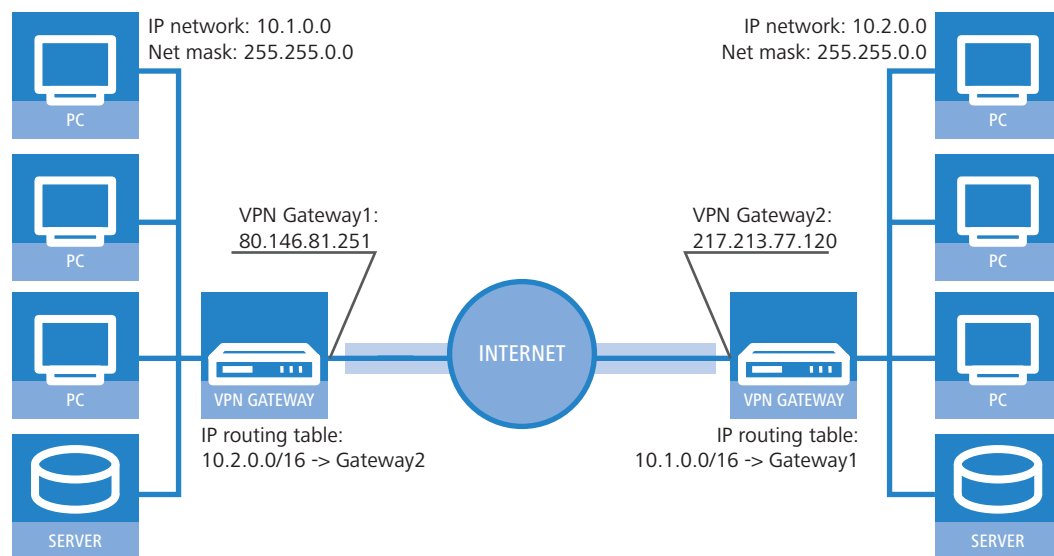 IP network: 10.1.0.0
Net mask: 255.255.0.0
IP network: 10.2.0.0
Net mask: 255.255.0.0
PC
PC
PC
PC
VPN Gateway1:
80.146.81.251
VPN Gateway2:
217.213.77.120
INTERNET
PC
VPN GATEWAY
VPN GATEWAY
PC
IP routing table:
10.2.0.0/16 -> Gateway2
IP routing table:
10.1.0.0/16 -> Gateway1
SERVER
SERVER